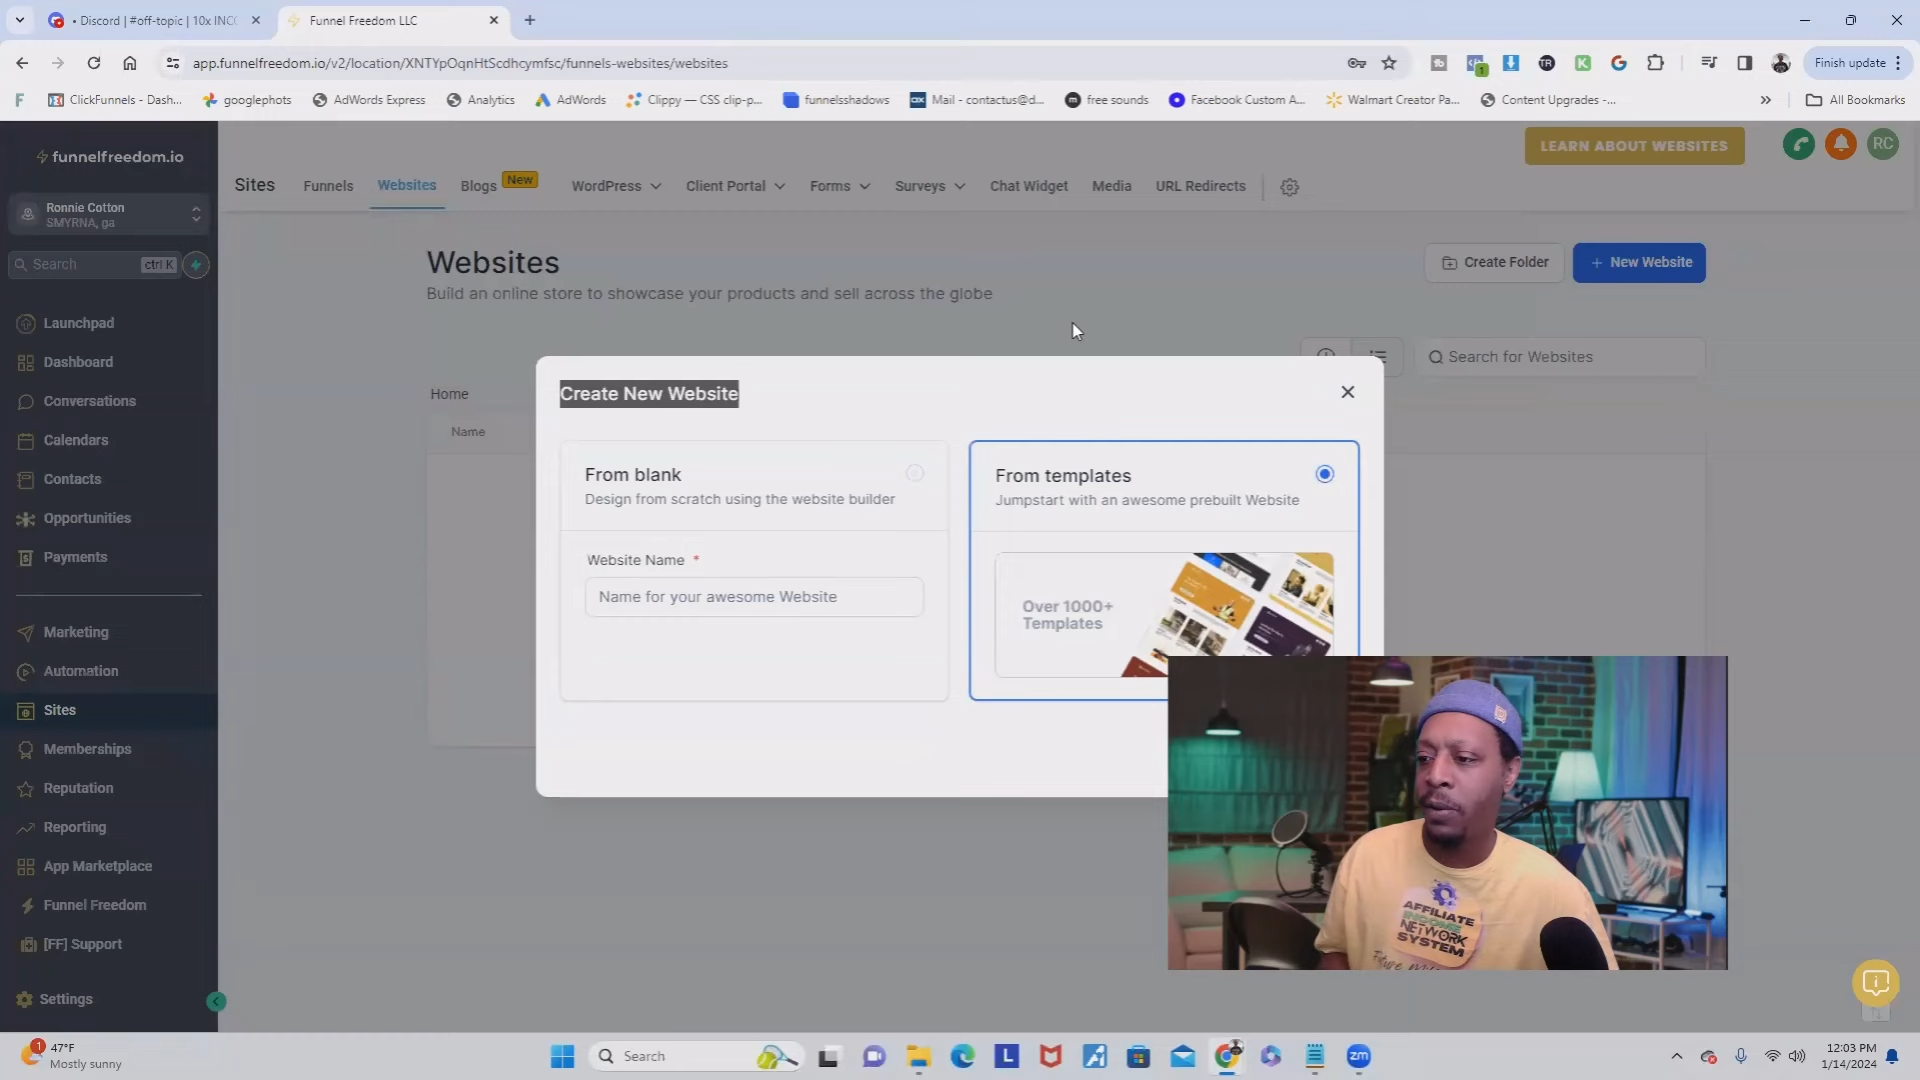 • Discord | #off-topic | 10x INC
Funnel Freedom LLC
app.funnelfreedom.io/v2/location/XNTYpOqnHtScdhcymfsc/funnels-websites/websites
Finish update
ClickFunnels - Dash...
googlephots
AdWords Express
Analytics
AdWords
Clippy — CSS clip-p...
funnelsshadows
Mail - contactus@d...
free sounds
Facebook Custom A...
Walmart Creator Pa...
Content Upgrades -...
»
All Bookmarks
funnelfreedom.io
LEARN ABOUT WEBSITES
RC
Sites
Funnels
Websites
Blogs
New
WordPress
Client Portal
Forms
Surveys
Chat Widget
Media
URL Redirects
Ronnie Cotton
SMYRNA, ga
Search
ctrl K
Launchpad
Dashboard
Conversations
Calendars
Contacts
Opportunities
Payments
Marketing
Automation
Sites
Memberships
Reputation
Reporting
App Marketplace
Funnel Freedom
[FF] Support
Settings
Websites
Build an online store to showcase your products and sell across the globe
Create Folder
+ New Website
Search for Websites
Home
Name
Create New Website
From blank
Design from scratch using the website builder
Website Name *
Name for your awesome Website
From templates
Jumpstart with an awesome prebuilt Website
Over 1000+
Templates
AFFILIATE
INCOME
NETWORK
SYSTEM
1
47°F
Mostly sunny
Search
12:03 PM
1/14/2024